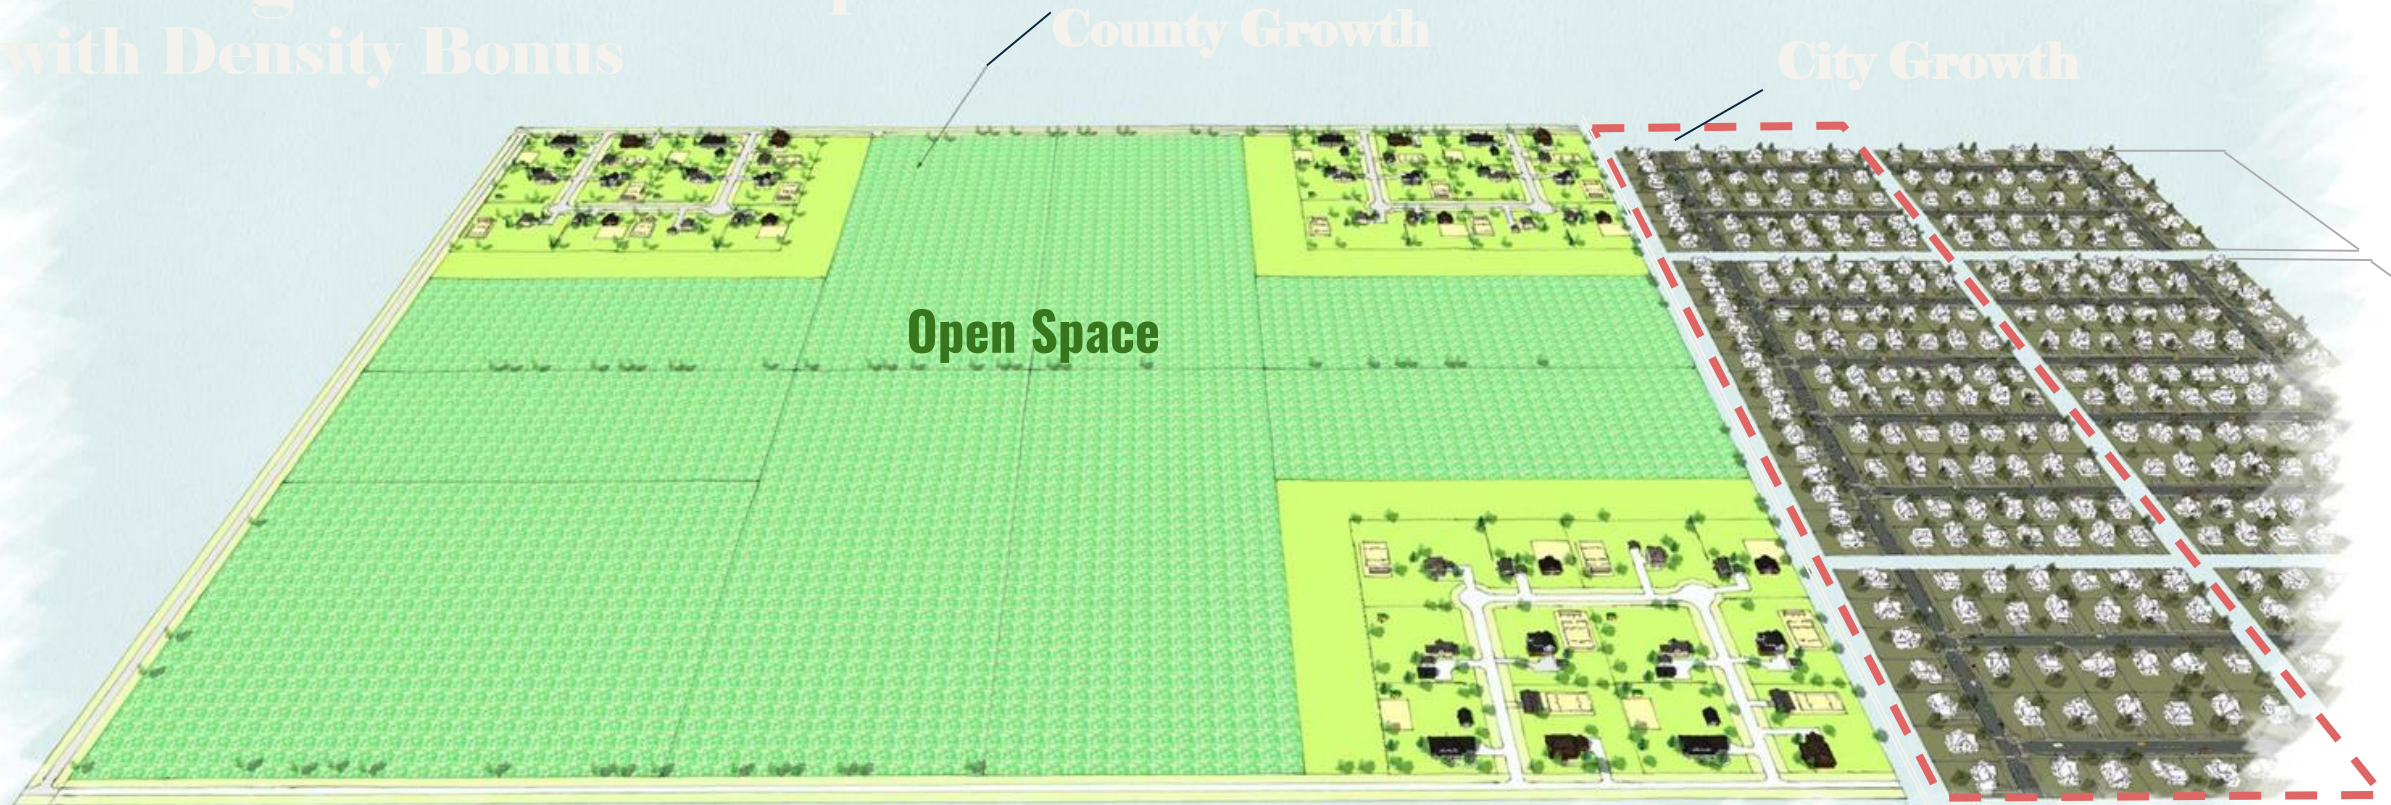 with Density Bonus
County Growth
City Growth
Open Space